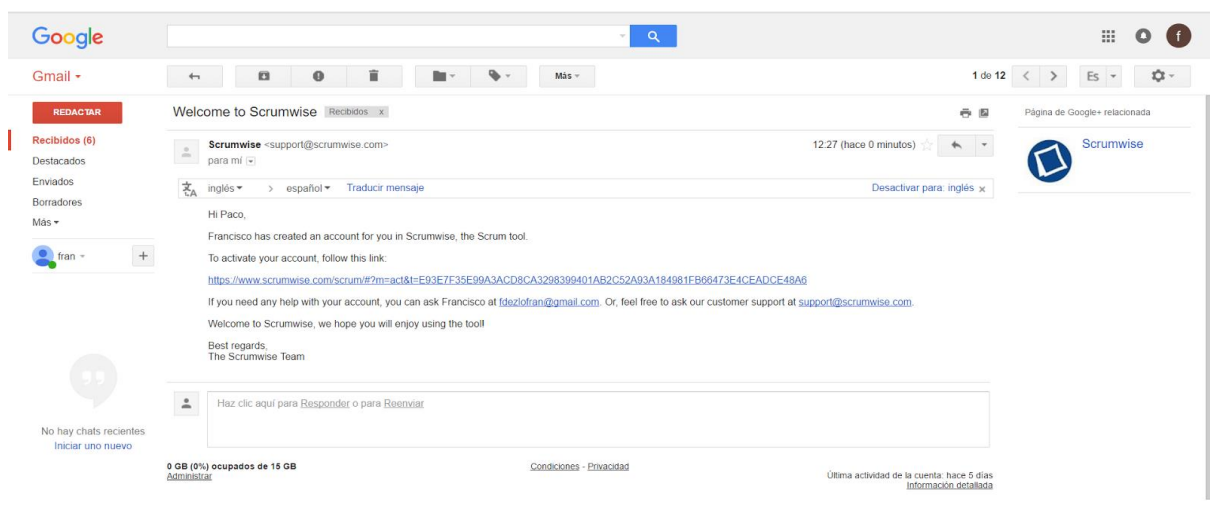 Google
f
Gmail
Más
1 de 12
Es
REDACTAR
Recibidos (6)
Destacados
Enviados
Borradores
Más
fran
+
No hay chats recientes
Iniciar uno nuevo
Welcome to Scrumwise Recibidos x
Scrumwise <support@scrumwise.com>
12:27 (hace 0 minutos)
para mí
inglés > español Traducir mensaje
Desactivar para: inglés x
Hi Paco,
Francisco has created an account for you in Scrumwise, the Scrum tool.
To activate your account, follow this link:
https://www.scrumwise.com/scrum/#?m=act&t=E93E7F35E99A3ACD8CA3298399401AB2C52A93A184981FB66473E4CEADCE48A6
If you need any help with your account, you can ask Francisco at fdezlofran@gmail.com. Or, feel free to ask our customer support at support@scrumwise.com.
Welcome to Scrumwise, we hope you will enjoy using the tool!
Best regards,
The Scrumwise Team
Haz clic aquí para Responder o para Reenviar
0 GB (0%) ocupados de 15 GB
Administrar
Condiciones - Privacidad
Última actividad de la cuenta: hace 5 días
Información detallada
Página de Google+ relacionada
Scrumwise